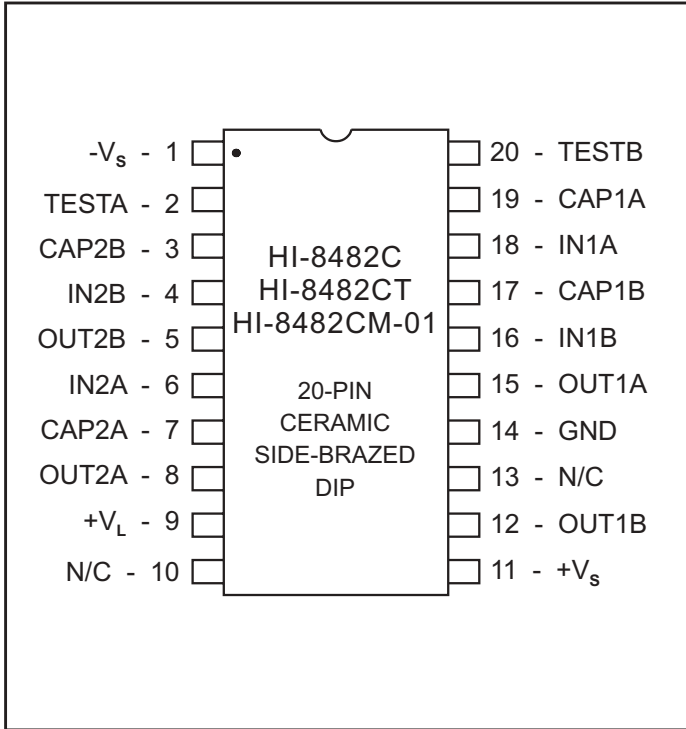 -Vs - 1
TESTA - 2
CAP2B - 3
IN2B - 4
OUT2B - 5
IN2A - 6
CAP2A - 7
OUT2A - 8
+VL - 9
N/C - 10
HI-8482C
HI-8482CT
HI-8482CM-01
20-PIN
CERAMIC
SIDE-BRAZED
DIP
20 - TESTB
19 - CAP1A
18 - IN1A
17 - CAP1B
16 - IN1B
15 - OUT1A
14 - GND
13 - N/C
12 - OUT1B
11 - +Vs